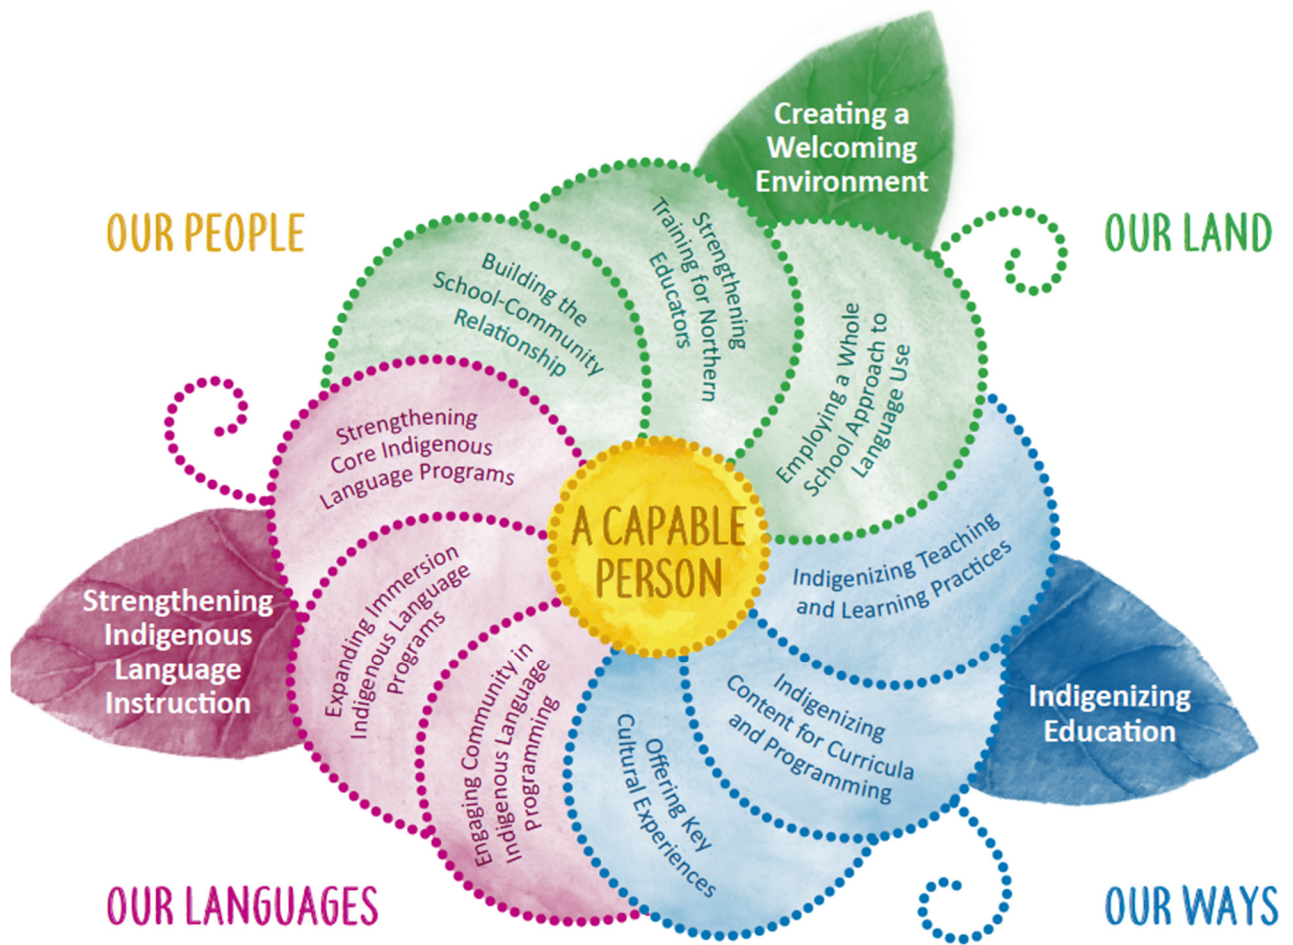 Creating a
Welcoming
Environment
OUR PEOPLE
OUR LAND
Building the
School-Community
Relationship
Strengthening
Training for Northern
Educators
Employing a Whole
School Approach to
Language Use
Strengthening
Core Indigenous
Language Programs
A CAPABLE
PERSON
Indigenizing Teaching
and Learning Practices
Strengthening
Indigenous
Language
Instruction
Expanding Immersion
Indigenous Language
Programs
Engaging Community in
Indigenous Language
Programming
Offering Key
Cultural Experiences
Indigenizing
Content for Curricula
and Programming
Indigenizing
Education
OUR LANGUAGES
OUR WAYS